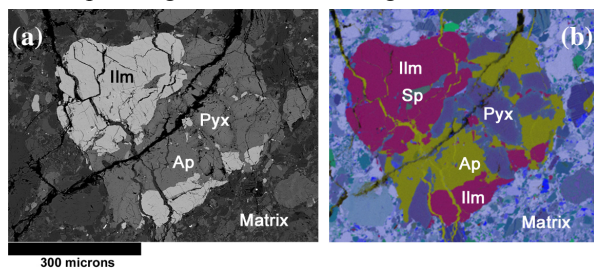 (a)
Ilm
Pyx
Ap
Matrix
300 microns
(b)
Ilm
Sp
Pyx
Ap
Ilm
Matrix